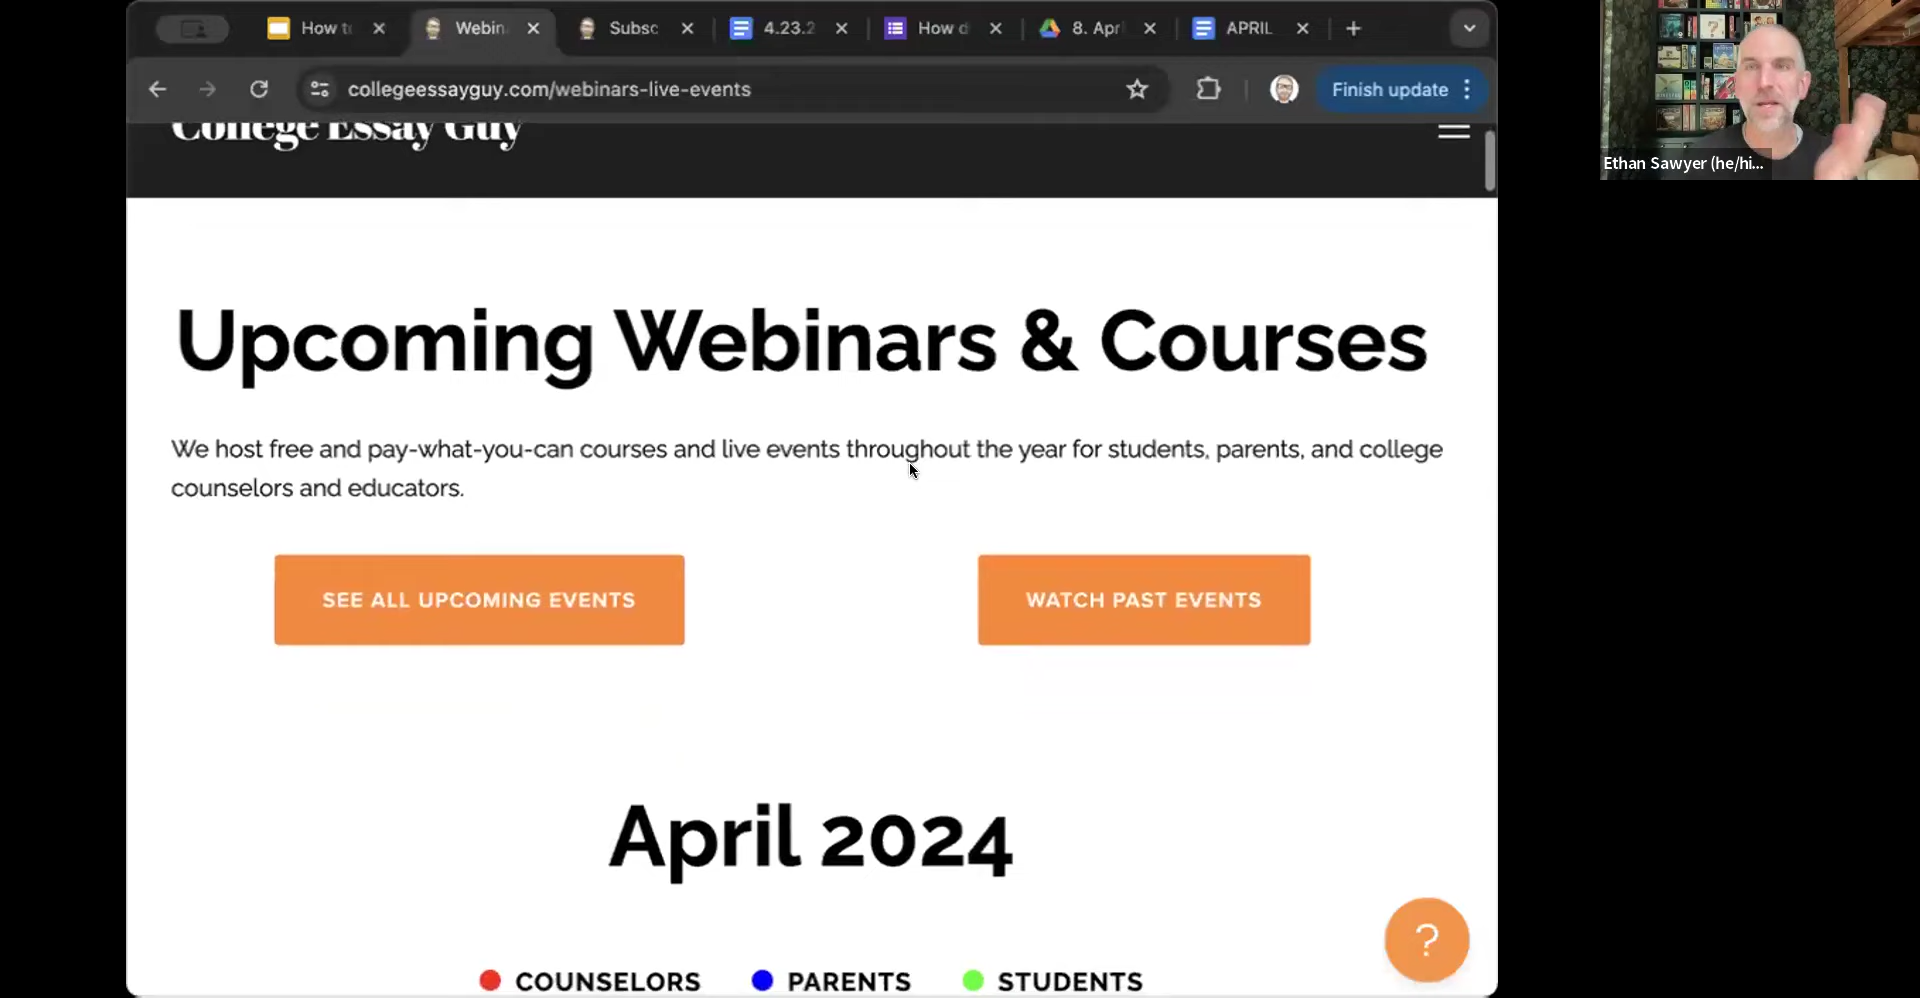 How t
Webin
Subsc
4.23.2
How d
8. Apr
APRIL
collegeessayguy.com/webinars-live-events
Finish update
College Essay Guy
Ethan Sawyer (he/hi...
Upcoming Webinars & Courses
We host free and pay-what-you-can courses and live events throughout the year for students, parents, and college
counselors and educators.
SEE ALL UPCOMING EVENTS
WATCH PAST EVENTS
April 2024
COUNSELORS
PARENTS
STUDENTS
?